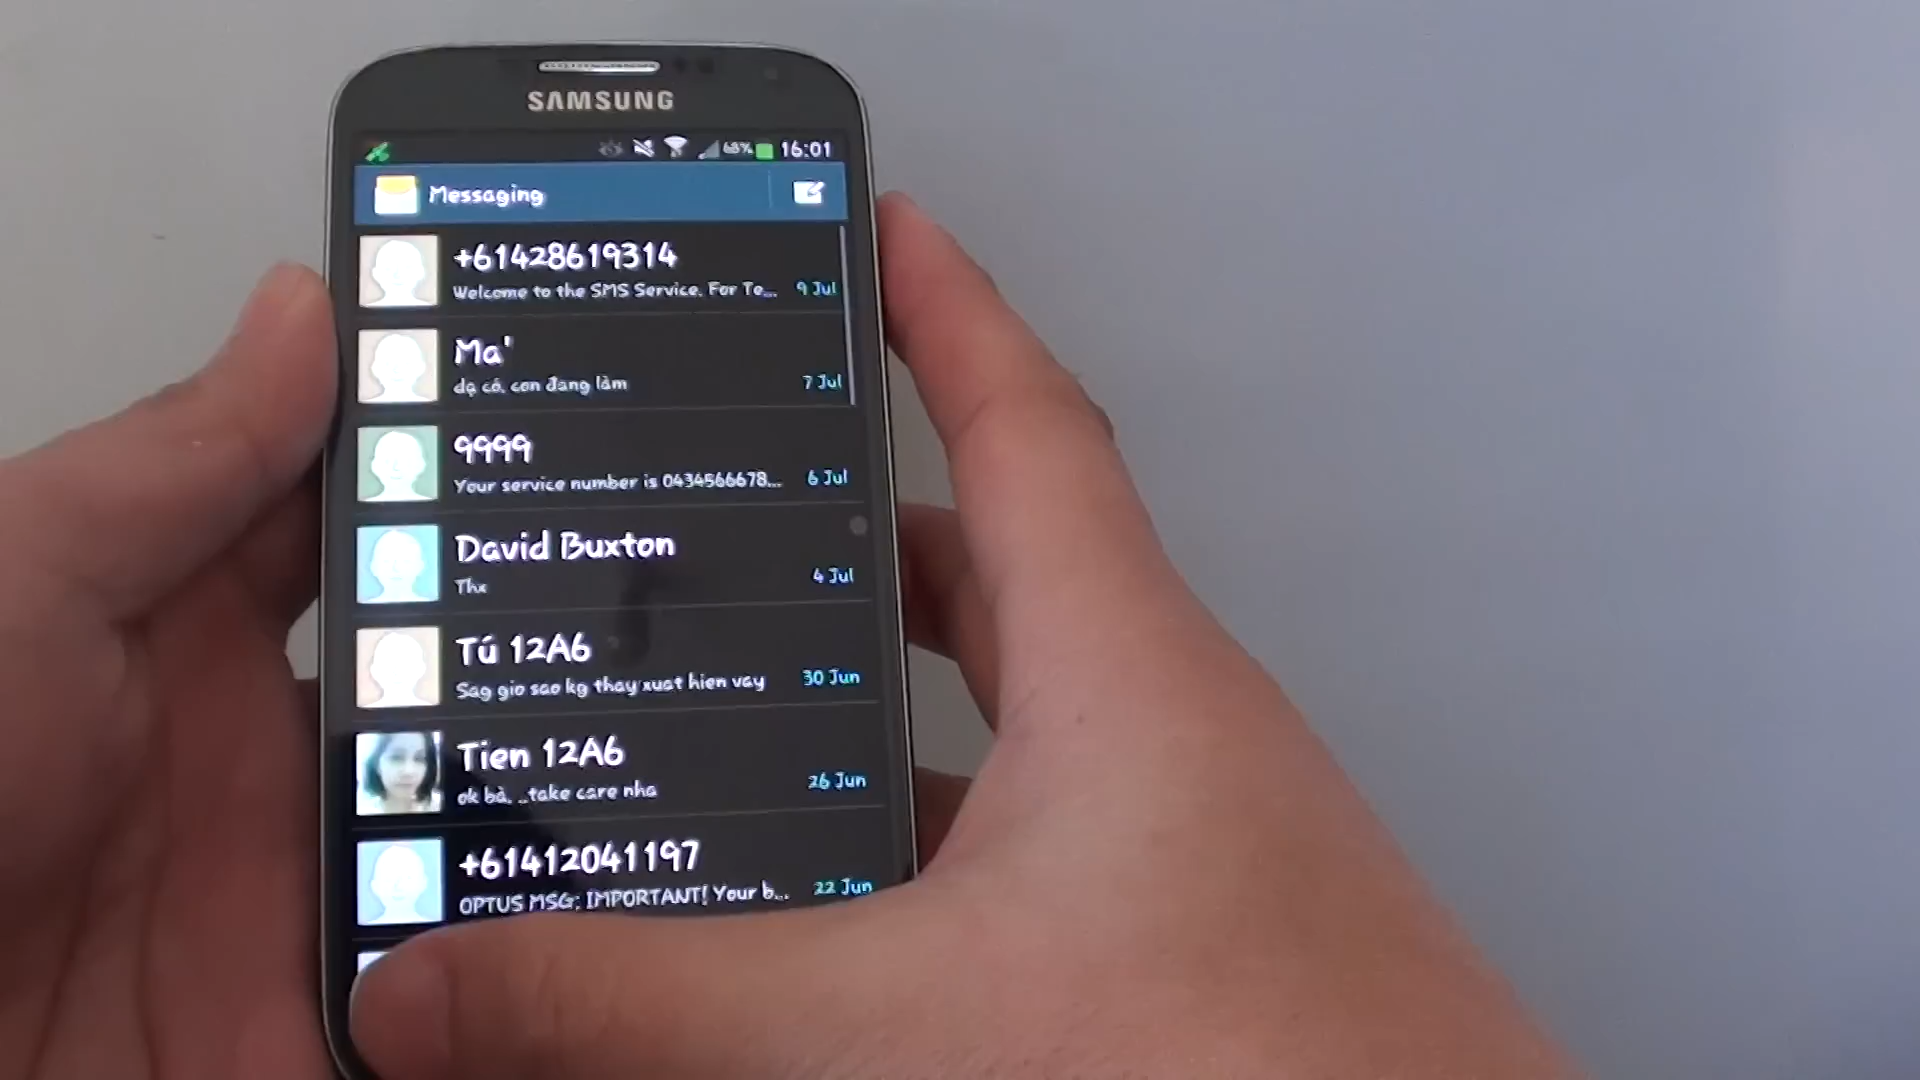 SAMSUNG
68% 16:01
Messaging
+61428619314
Welcome to the SMS Service. For Te... 9 Jul
Ma'
dạ có. con đang làm 7 Jul
9999
Your service number is 0434566678... 6 Jul
David Buxton
Thx 4 Jul
Tú 12A6
Sag gio sao kg thay xuat hien vay 30 Jun
Tien 12A6
ok bà. ..take care nha 26 Jun
+61412041197
OPTUS MSG: IMPORTANT! Your b... 22 Jun